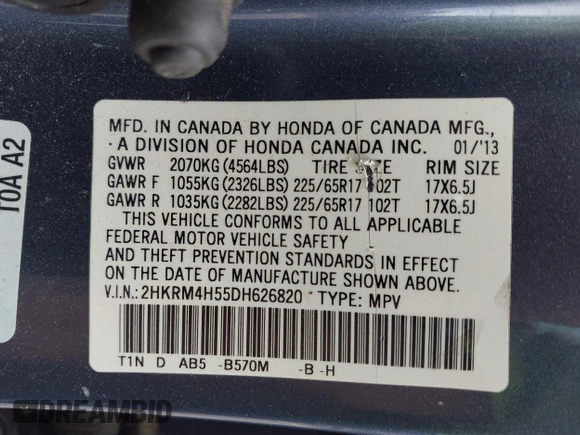 MFD. IN CANADA BY HONDA OF CANADA MFG.,
A DIVISION OF HONDA CANADA INC. 01/'13
GVWR 2070KG (4564LBS) TIRE SIZE RIM SIZE
GAWR F 1055KG (2326LBS) 225/65R17 102T 17X6.5J
GAWR R 1035KG (2282LBS) 225/65R17 102T 17X6.5J
THIS VEHICLE CONFORMS TO ALL APPLICABLE
FEDERAL MOTOR VEHICLE SAFETY
AND THEFT PREVENTION STANDARDS IN EFFECT
ON THE DATE OF MANUFACTURE SHOWN ABOVE.
V.I.N.: 2HKRM4H55DH626820 TYPE: MPV
T1N D AB5 -B570M -B -H
T0A A2
DREAMBID